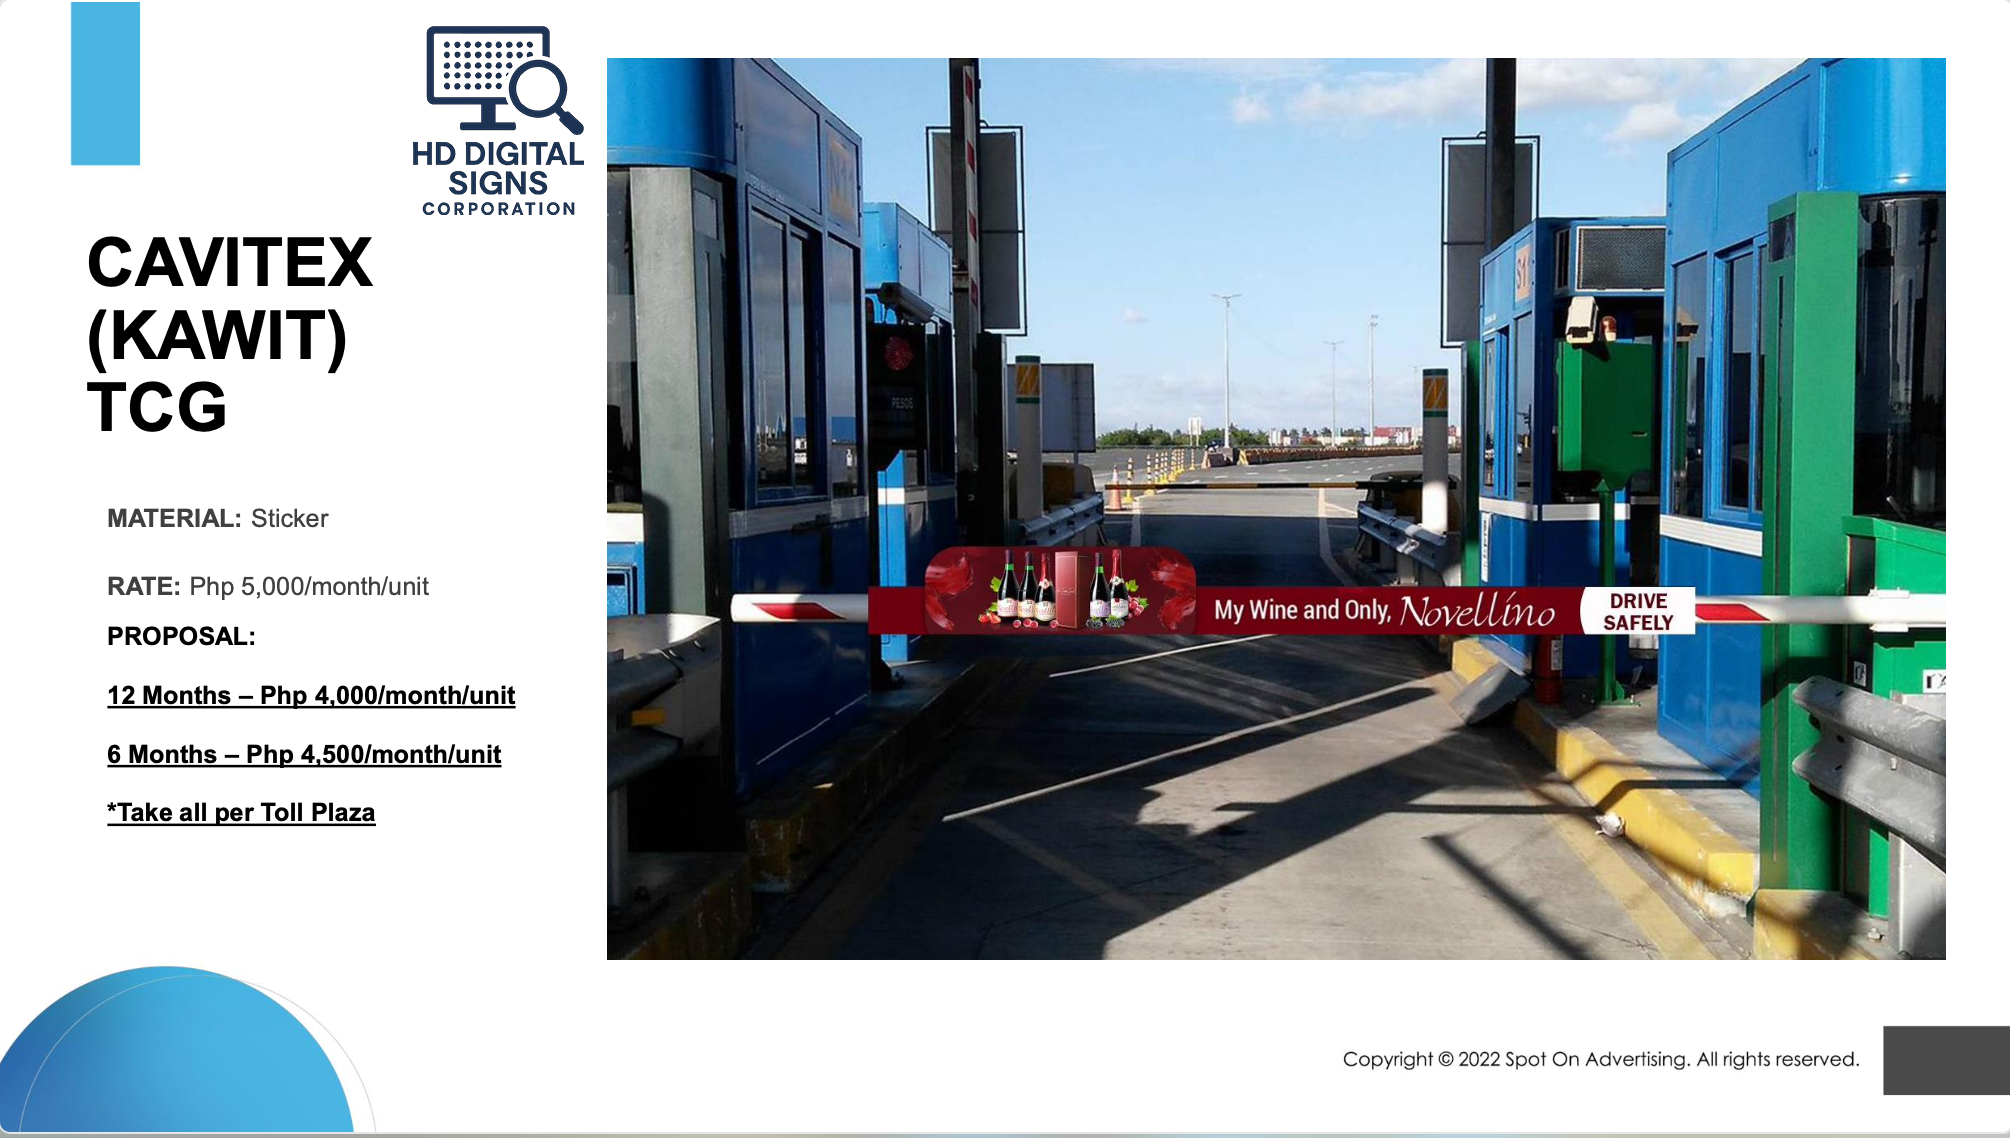 HD DIGITAL
SIGNS
CORPORATION
CAVITEX
(KAWIT)
TCG
MATERIAL: Sticker
RATE: Php 5,000/month/unit
PROPOSAL:
12 Months – Php 4,000/month/unit
6 Months – Php 4,500/month/unit
*Take all per Toll Plaza
My Wine and Only, Novellíno
DRIVE
SAFELY
Copyright © 2022 Spot On Advertising. All rights reserved.